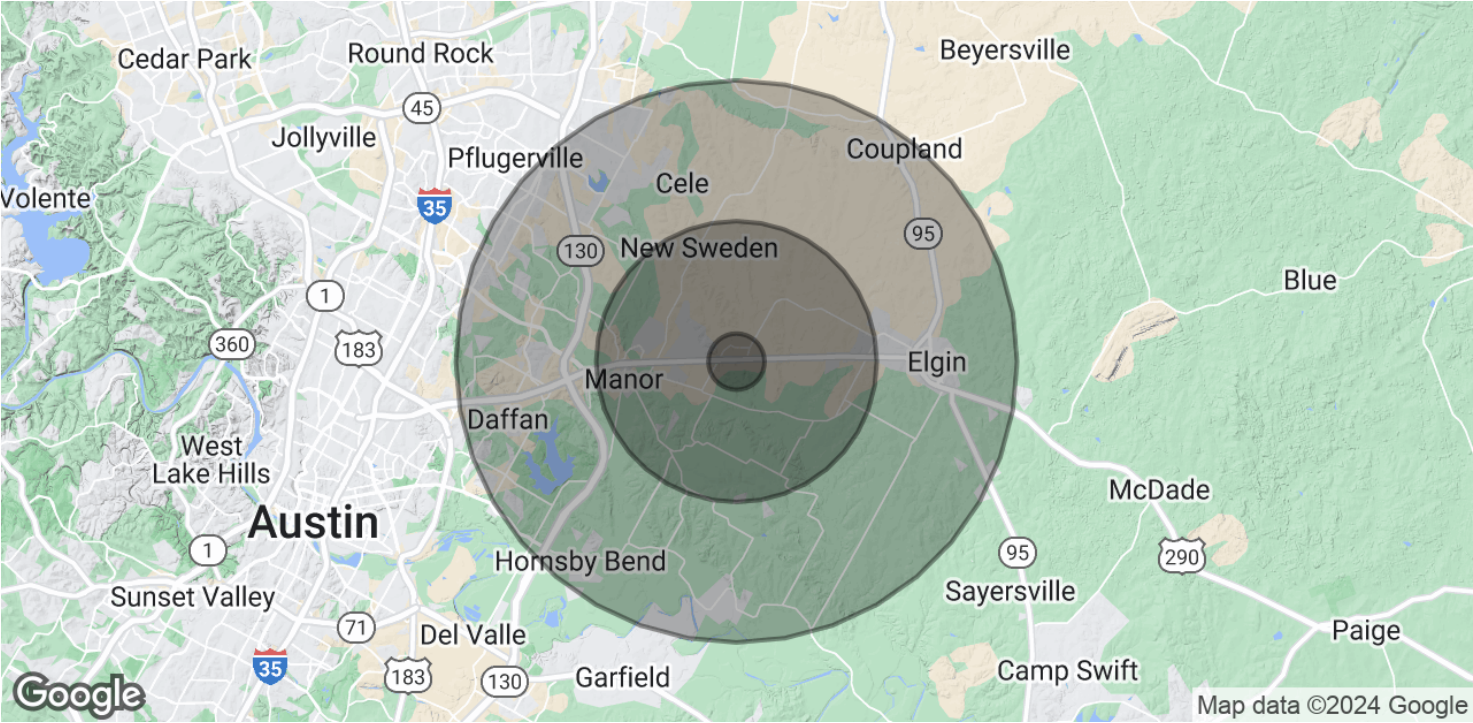 Beyersville
Round Rock
Cedar Park
45
Jollyville
Coupland
Pflugerville
Cele
Volente
35
95
130
New Sweden
Blue
1
360
183
Elgin
Manor
Daffan
West
Lake Hills
McDade
Austin
1
95
290
Hornsby Bend
Sayersville
Sunset Valley
71
Del Valle
Paige
35
183
130
Garfield
Camp Swift
Google
Map data ©2024 Google